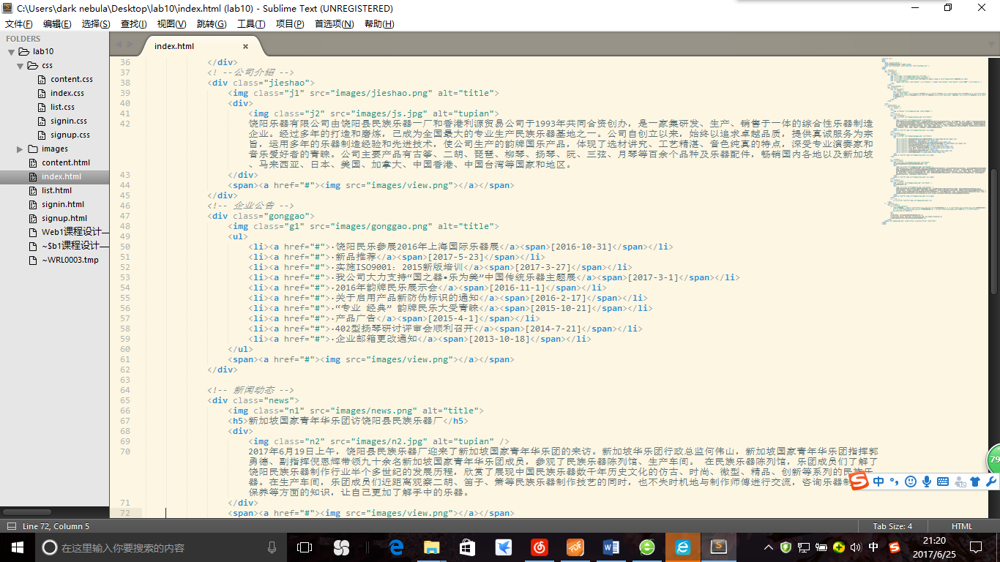 C:\Users\dark nebula\Desktop\lab10\index.html (lab10) - Sublime Text (UNREGISTERED)
文件(F) 编辑(E) 选择(S) 查找(I) 视图(V) 跳转(G) 工具(T) 项目(P) 首选项(N) 帮助(H)
FOLDERS
lab10
css
content.css
index.css
list.css
signin.css
signup.css
images
content.html
index.html
list.html
signin.html
signup.html
Web1课程设计—
~$b1课程设计—
~WRL0003.tmp
index.html ×
36 </div>
37 <! --公司介绍 -->
38 <div class="jieshao">
39 <img class="j1" src="images/jieshao.png" alt="title">
40 <div>
41 <img class="j2" src="images/js.jpg" alt="tupian">
42 饶阳乐器有限公司由饶阳县民族乐器一厂和香港利源贸易公司于1993年共同合资创办，是一家集研发、生产、销售于一体的综合性乐器制造
企业。经过多年的打造和磨炼，已成为全国最大的专业生产民族乐器基地之一。公司自创立以来，始终以追求卓越品质，提供真诚服务为宗
旨，运用多年的乐器制造经验和先进技术，使公司生产的韵牌国乐产品，体现了选材讲究、工艺精湛、音色纯真的特点，深受专业演奏家和
音乐爱好者的青睐。公司主要产品有古筝、二胡、琵琶、柳琴、扬琴、阮、三弦、月琴等百余个品种及乐器配件，畅销国内各地以及新加坡
、马来西亚、日本、美国、加拿大、中国香港、中国台湾等国家和地区。
43 </div>
44 <span><a href="#"><img src="images/view.png"></a></span>
45 </div>
46 <!-- 企业公告 -->
47 <div class="gonggao">
48 <img class="g1" src="images/gonggao.png" alt="title">
49 <ul>
50 <li><a href="#">·饶阳民乐参展2016年上海国际乐器展</a><span>[2016-10-31]</span></li>
51 <li><a href="#">·新品推荐</a><span>[2017-5-23]</span></li>
52 <li><a href="#">·实施ISO9001：2015新版培训</a><span>[2017-3-27]</span></li>
53 <li><a href="#">·我公司大力支持“国之器▪乐为美”中国传统乐器主题展</a><span>[2017-3-1]</span></li>
54 <li><a href="#">·2016年韵牌民乐展示会</a><span>[2016-11-1]</span></li>
55 <li><a href="#">·关于启用产品新防伪标识的通知</a><span>[2016-2-17]</span></li>
56 <li><a href="#">·“专业 经典” 韵牌民乐大受青睐</a><span>[2015-10-21]</span></li>
57 <li><a href="#">·产品广告</a><span>[2015-4-1]</span></li>
58 <li><a href="#">·402型扬琴研讨评审会顺利召开</a><span>[2014-7-21]</span></li>
59 <li><a href="#">·企业邮箱更改通知</a><span>[2013-10-18]</span></li>
60 </ul>
61 <span><a href="#"><img src="images/view.png"></a></span>
62 </div>
63
64 <!-- 新闻动态 -->
65 <div class="news">
66 <img class="n1" src="images/news.png" alt="title">
67 <h5>新加坡国家青年华乐团访饶阳县民族乐器厂</h5>
68 <div>
69 <img class="n2" src="images/n2.jpg" alt="tupian" />
70 2017年6月19日上午，饶阳县民族乐器厂迎来了新加坡国家青年华乐团的来访。新加坡华乐团行政总监何伟山，新加坡国家青年华乐团指挥郭
勇德、副指挥倪恩辉带领九十余名新加坡国家青年华乐团成员，参观了民族乐器陈列馆、生产车间。 在民族乐器陈列馆，乐团成员们了解了
饶阳民族乐器制作行业半个多世纪的发展历程，欣赏了展现中国民族乐器数千年历史文化的仿古、时尚、微型、精品、创新等系列的民族乐
器。在生产车间，乐团成员们近距离观察二胡、笛子、箫等民族乐器制作技艺的同时，也不失时机地与制作师傅进行交流，咨询乐器制
保养等方面的知识，让自己更加了解手中的乐器。
71 </div>
72 <span><a href="#"><img src="images/view.png"></a></span>
79
中
Line 72, Column 5
Tab Size: 4
HTML
在这里输入你要搜索的内容
中
21:20
2017/6/25